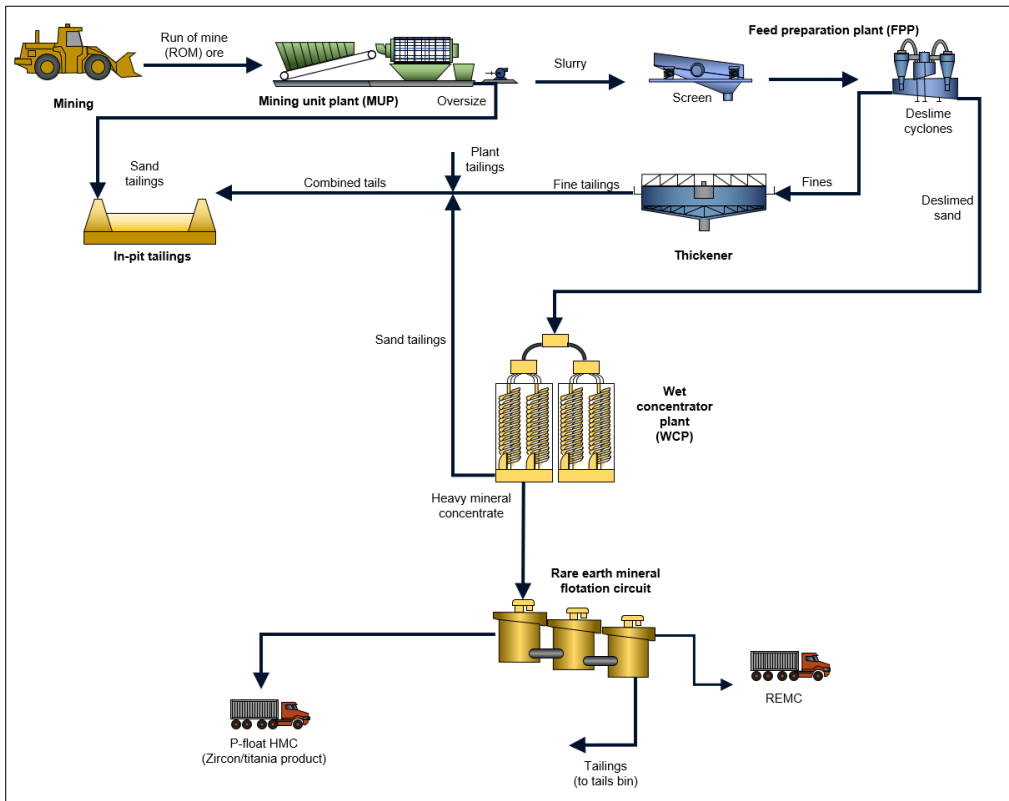 Run of mine
(ROM) ore
Mining
Mining unit plant (MUP)
Oversize
Slurry
Screen
Feed preparation plant (FPP)
Deslime
cyclones
Sand
tailings
Plant
tailings
Combined tails
Fine tailings
Fines
Deslimed
sand
In-pit tailings
Thickener
Sand tailings
Wet
concentrator
plant
(WCP)
Heavy mineral
concentrate
Rare earth mineral
flotation circuit
REMC
P-float HMC
(Zircon/titania product)
Tailings
(to tails bin)